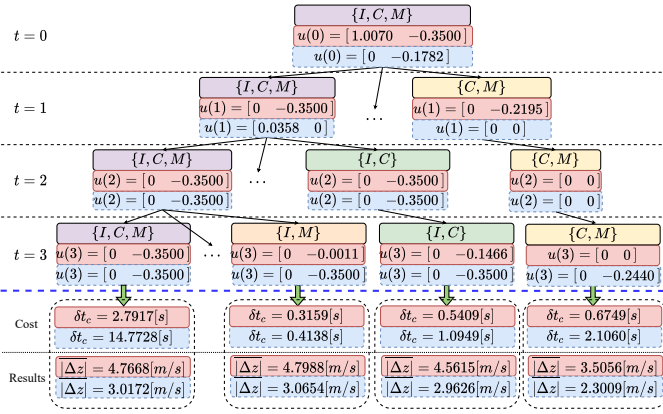 {I, C, M}
t = 0
u(0) = [1.0070 −0.3500]
u(0) = [0 −0.1782]
{I, C, M} {C, M}
t = 1
u(1) = [0 −0.3500] ... u(1) = [0 −0.2195]
u(1) = [0.0358 0] u(1) = [0 0]
{I, C, M} {I, C} {C, M}
t = 2
u(2) = [0 −0.3500] ... u(2) = [0 −0.3500] u(2) = [0 0]
u(2) = [0 −0.3500] u(2) = [0 −0.3500] u(2) = [0 0]
{I, C, M} {I, M} {I, C} {C, M}
t = 3
u(3) = [0 −0.3500] ... u(3) = [0 −0.0011] u(3) = [0 −0.1466] u(3) = [0 0]
u(3) = [0 −0.3500] u(3) = [0 −0.3500] u(3) = [0 −0.3500] u(3) = [0 −0.2440]
Cost
δt_c = 2.7917[s] δt_c = 0.3159[s] δt_c = 0.5409[s] δt_c = 0.6749[s]
δt_c = 14.7728[s] δt_c = 0.4138[s] δt_c = 1.0949[s] δt_c = 2.1060[s]
Results
|Δz| = 4.7668[m/s] |Δz| = 4.7988[m/s] |Δz| = 4.5615[m/s] |Δz| = 3.5056[m/s]
|Δz| = 3.0172[m/s] |Δz| = 3.0654[m/s] |Δz| = 2.9626[m/s] |Δz| = 2.3009[m/s]